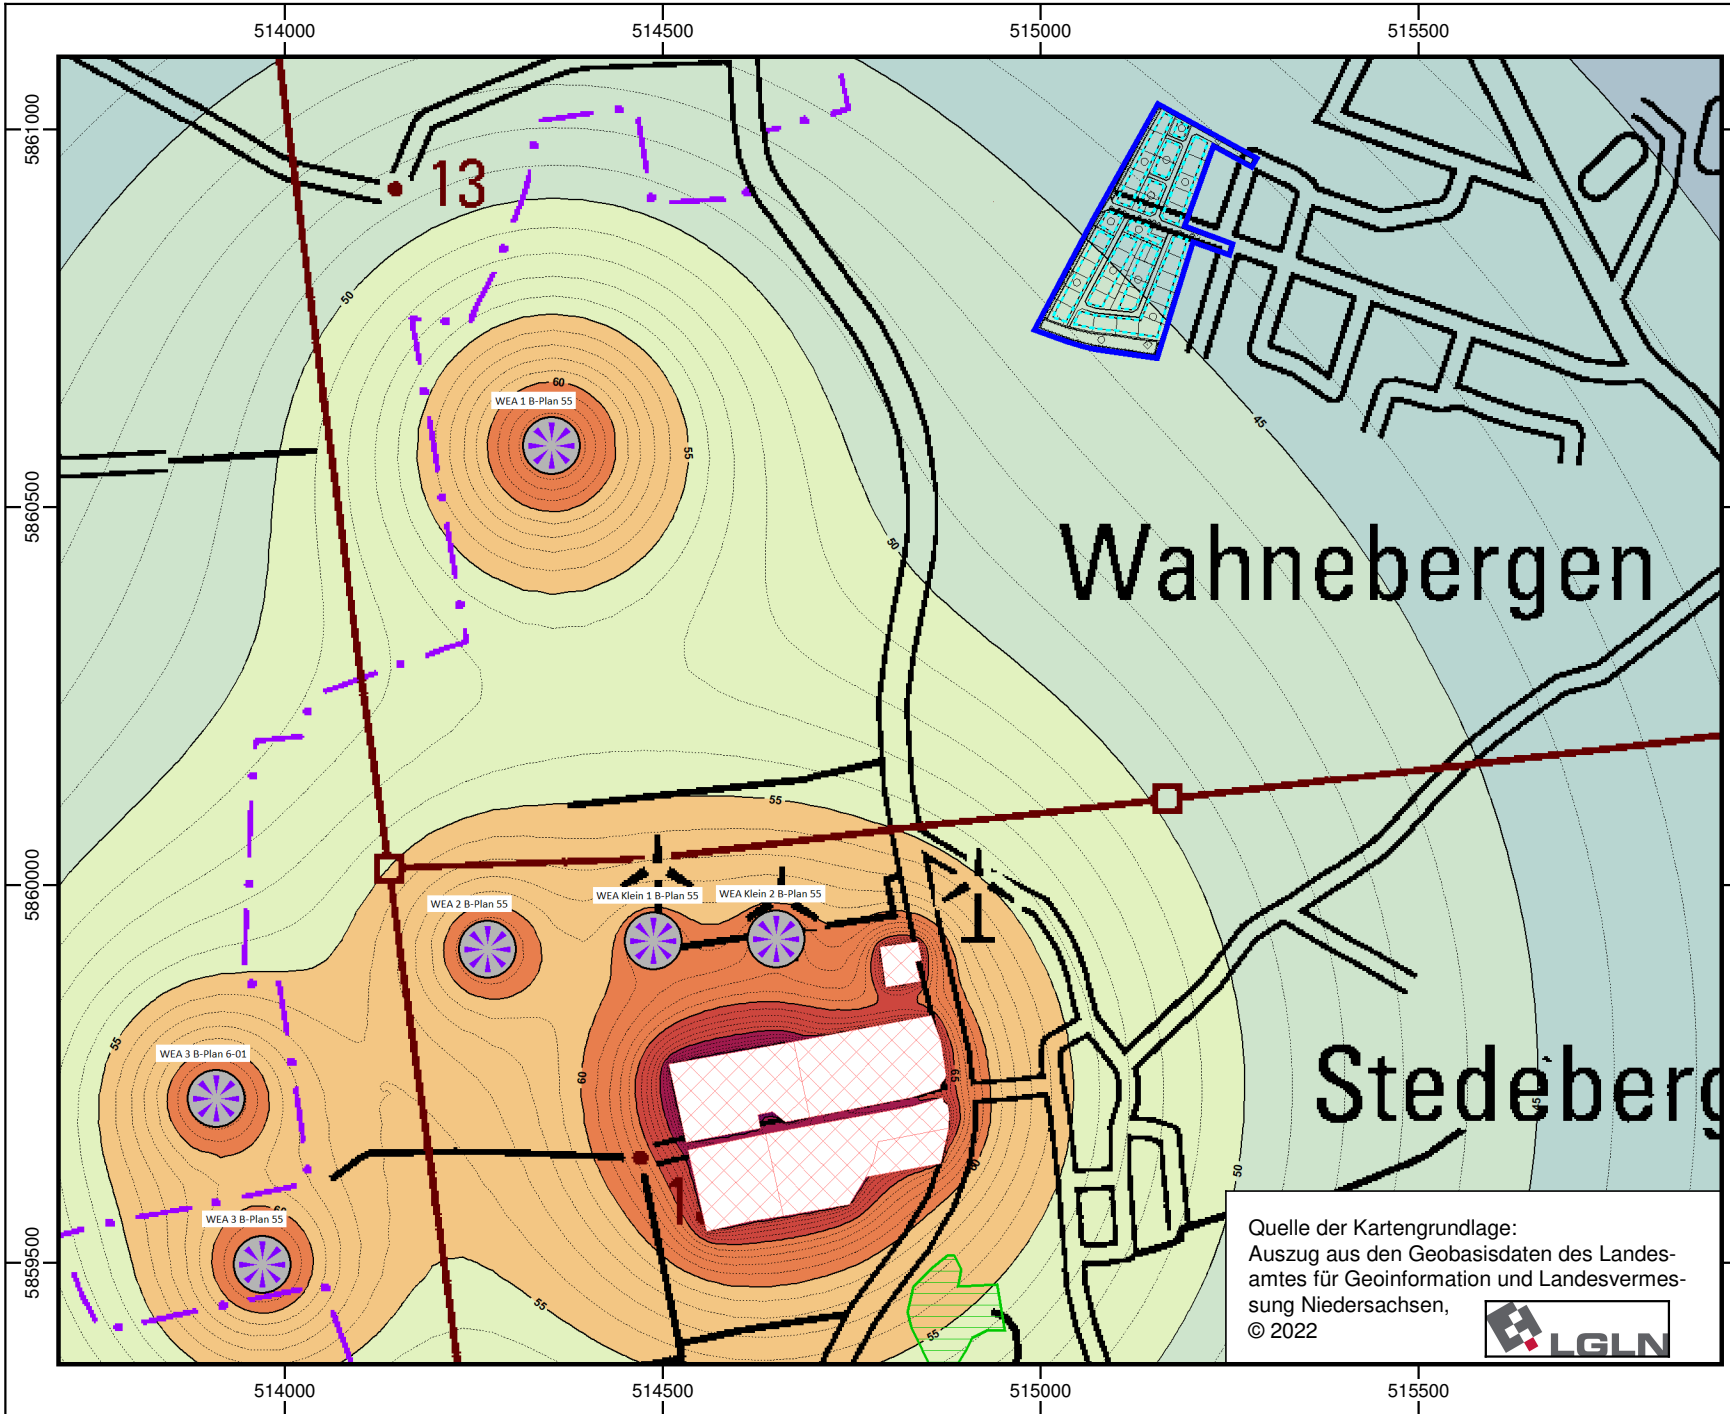 514000
514500
515000
515500
5861000
13
50
60
WEA 1 B-Plan 55
55
45
5860500
50
Wahnebergen
55
5860000
WEA 2 B-Plan 55
WEA Klein 1 B-Plan 55
WEA Klein 2 B-Plan 55
55
WEA 3 B-Plan 6-01
60
65
Stedeberg
45
60
1
50
WEA 3 B-Plan 55
5859500
55
55
Quelle der Kartengrundlage:
Auszug aus den Geobasisdaten des Landes-
amtes für Geoinformation und Landesvermes-
sung Niedersachsen,
© 2022
LGLN
514000
514500
515000
515500